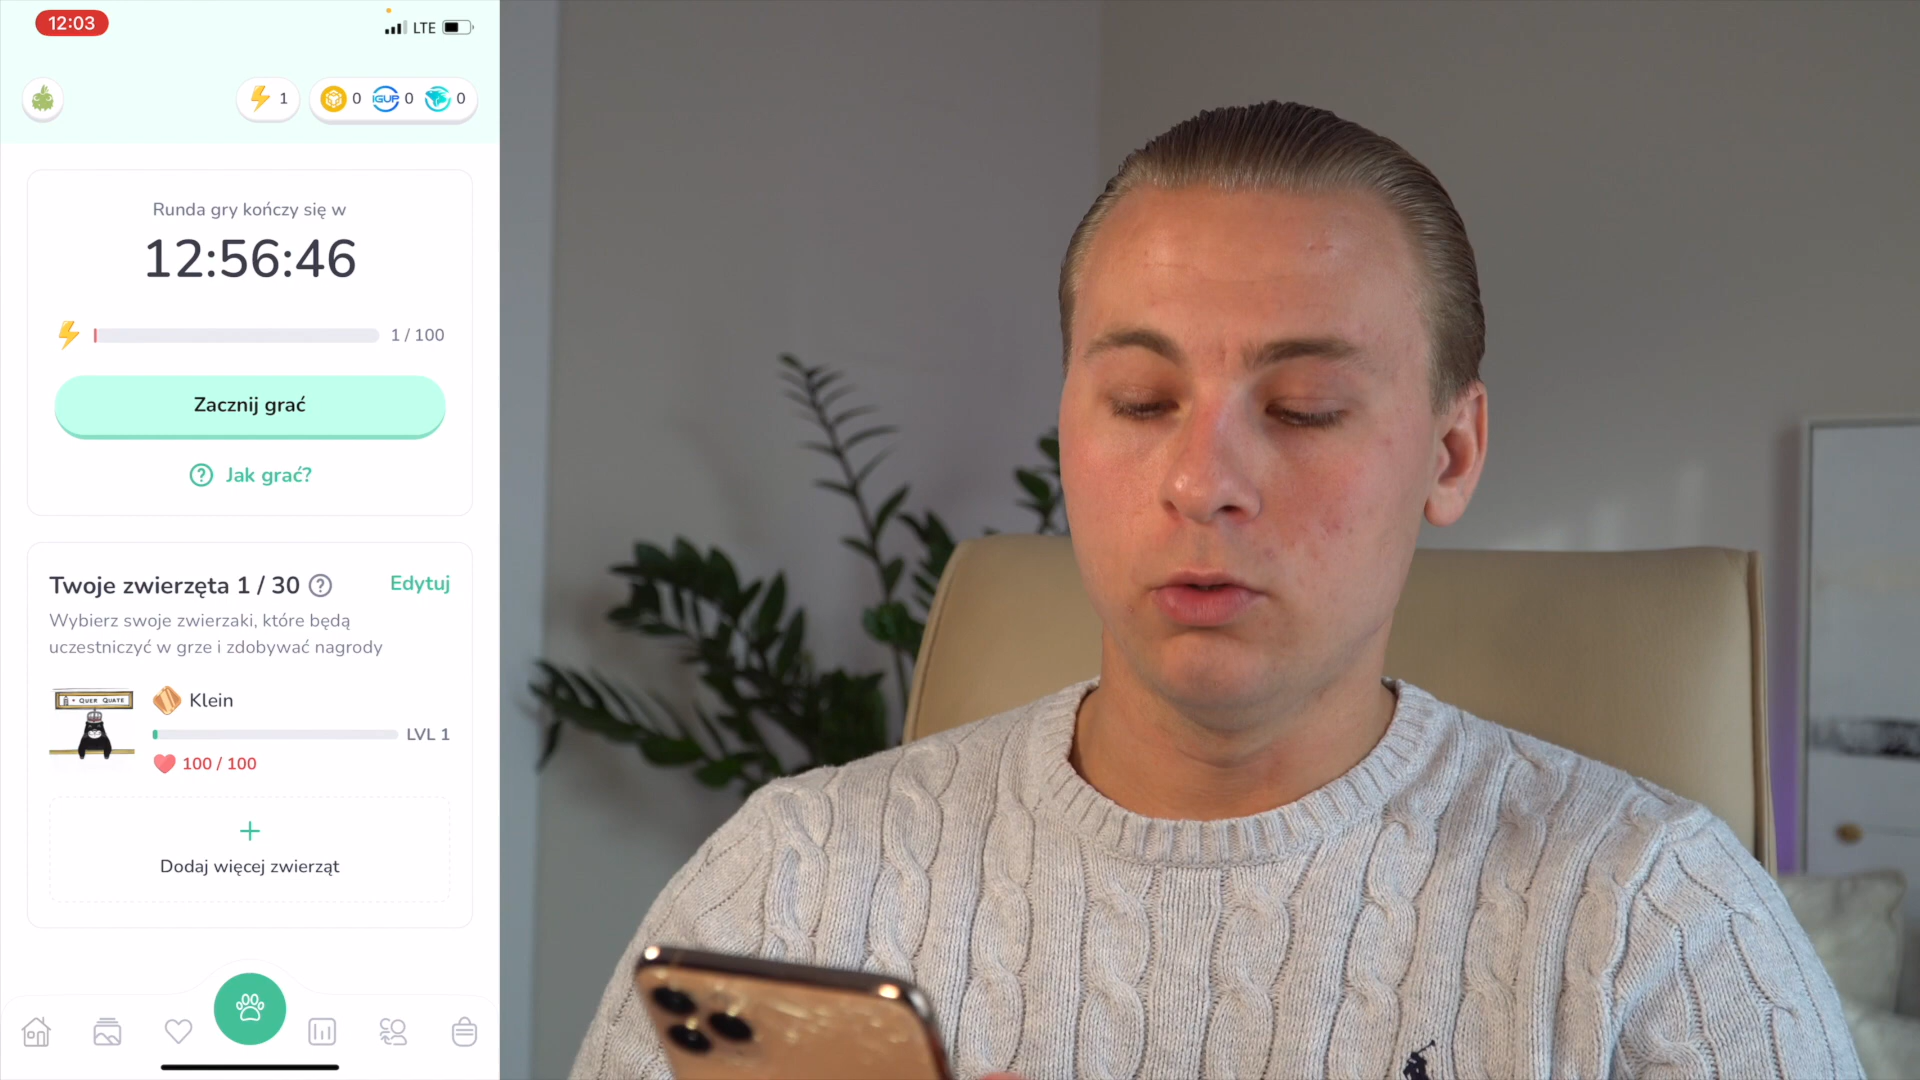 12:03
LTE
1
0
IGUP
0
0
Runda gry kończy się w
12:56:46
1 / 100
Zacznij grać
? Jak grać?
Twoje zwierzęta 1 / 30 ?
Edytuj
Wybierz swoje zwierzaki, które będą
uczestniczyć w grze i zdobywać nagrody
QUER QUATE
Klein
LVL 1
100 / 100
+
Dodaj więcej zwierząt